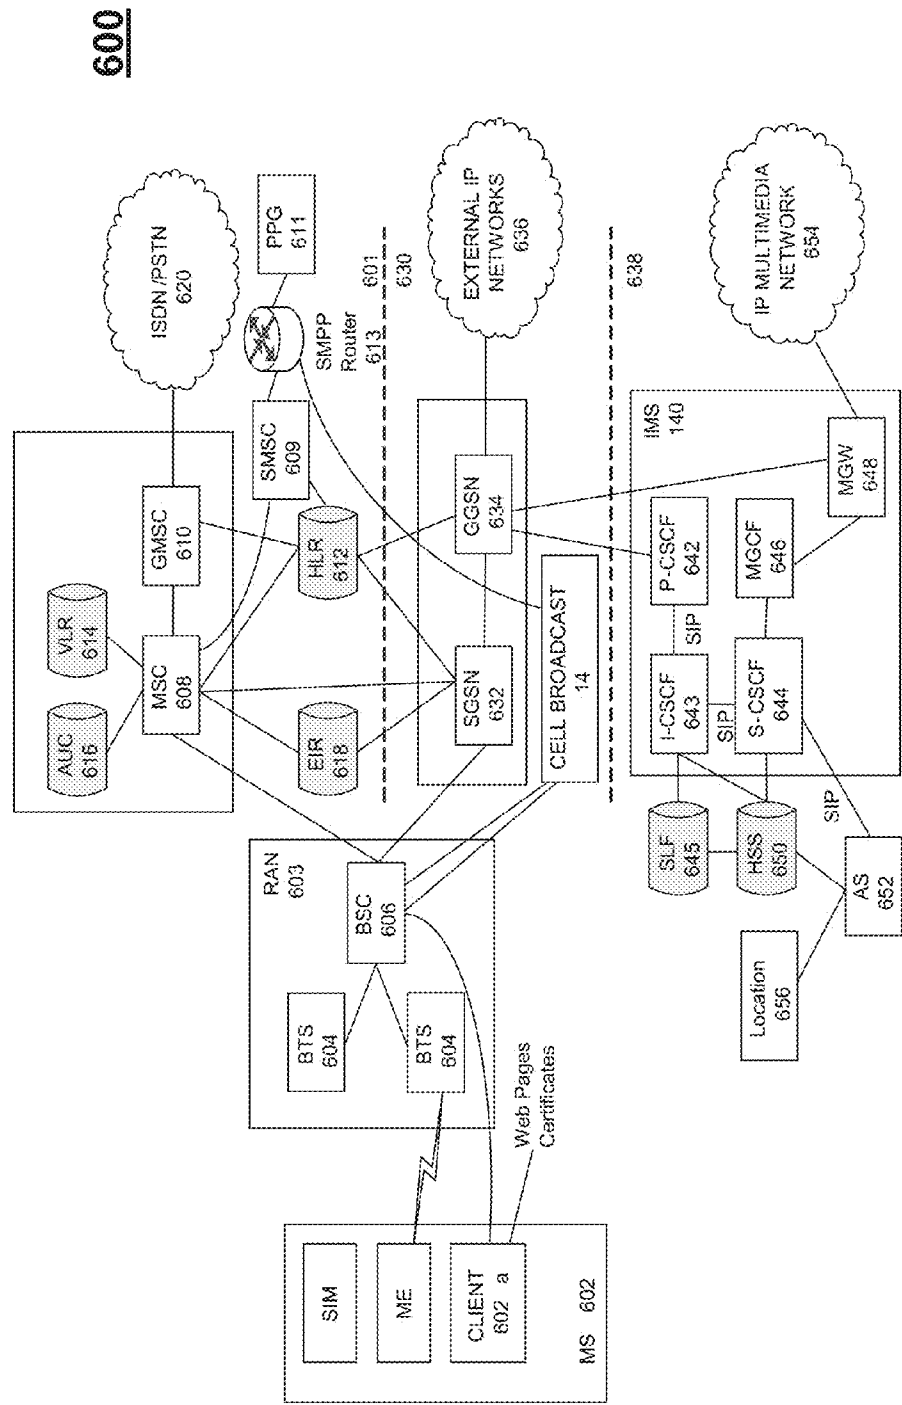 600
ISDN/PSTN
620
PPG
611
SMPP
Router
613
601
630
EXTERNAL IP
NETWORKS
636
638
IP MULTIMEDIA
NETWORK
654
VLR
614
AUC
616
GMSC
610
MSC
608
SMSC
609
HLR
612
EIR
618
GGSN
634
SGSN
632
CELL BROADCAST
14
IMS
140
P-CSCF
642
MGCF
646
MGW
648
SIP
I-CSCF
643
SIP
S-CSCF
644
SLF
645
HSS
650
SIP
AS
652
Location
656
RAN
603
BSC
606
BTS
604
BTS
604
Web Pages
Certificates
SIM
ME
CLIENT
602 a
MS 602